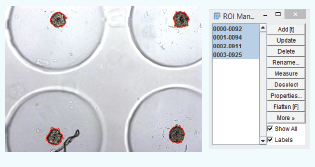 ROI Man...
0000-0092
0001-0094
0002-0911
0003-0925
Add [t]
Update
Delete
Rename...
Measure
Deselect
Properties...
Flatten [F]
More »
Show All
Labels